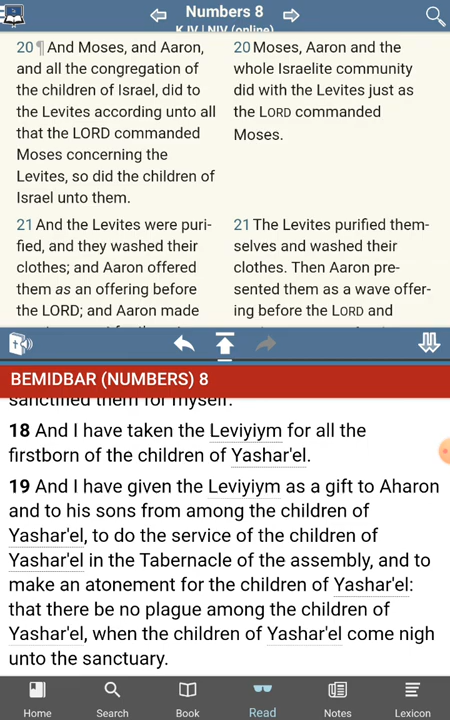 Numbers 8
KJV | NIV (online)
20 ¶ And Moses, and Aaron,
and all the congregation of
the children of Israel, did to
the Levites according unto all
that the LORD commanded
Moses concerning the
Levites, so did the children of
Israel unto them.
21 And the Levites were puri-
fied, and they washed their
clothes; and Aaron offered
them as an offering before
the LORD; and Aaron made
20 Moses, Aaron and the
whole Israelite community
did with the Levites just as
the LORD commanded
Moses.
21 The Levites purified them-
selves and washed their
clothes. Then Aaron pre-
sented them as a wave offer-
ing before the LORD and
BEMIDBAR (NUMBERS) 8
sanctified them for myself.
18 And I have taken the Leviyiym for all the
firstborn of the children of Yashar'el.
19 And I have given the Leviyiym as a gift to Aharon
and to his sons from among the children of
Yashar'el, to do the service of the children of
Yashar'el in the Tabernacle of the assembly, and to
make an atonement for the children of Yashar'el:
that there be no plague among the children of
Yashar'el, when the children of Yashar'el come nigh
unto the sanctuary.
Home
Search
Book
Read
Notes
Lexicon